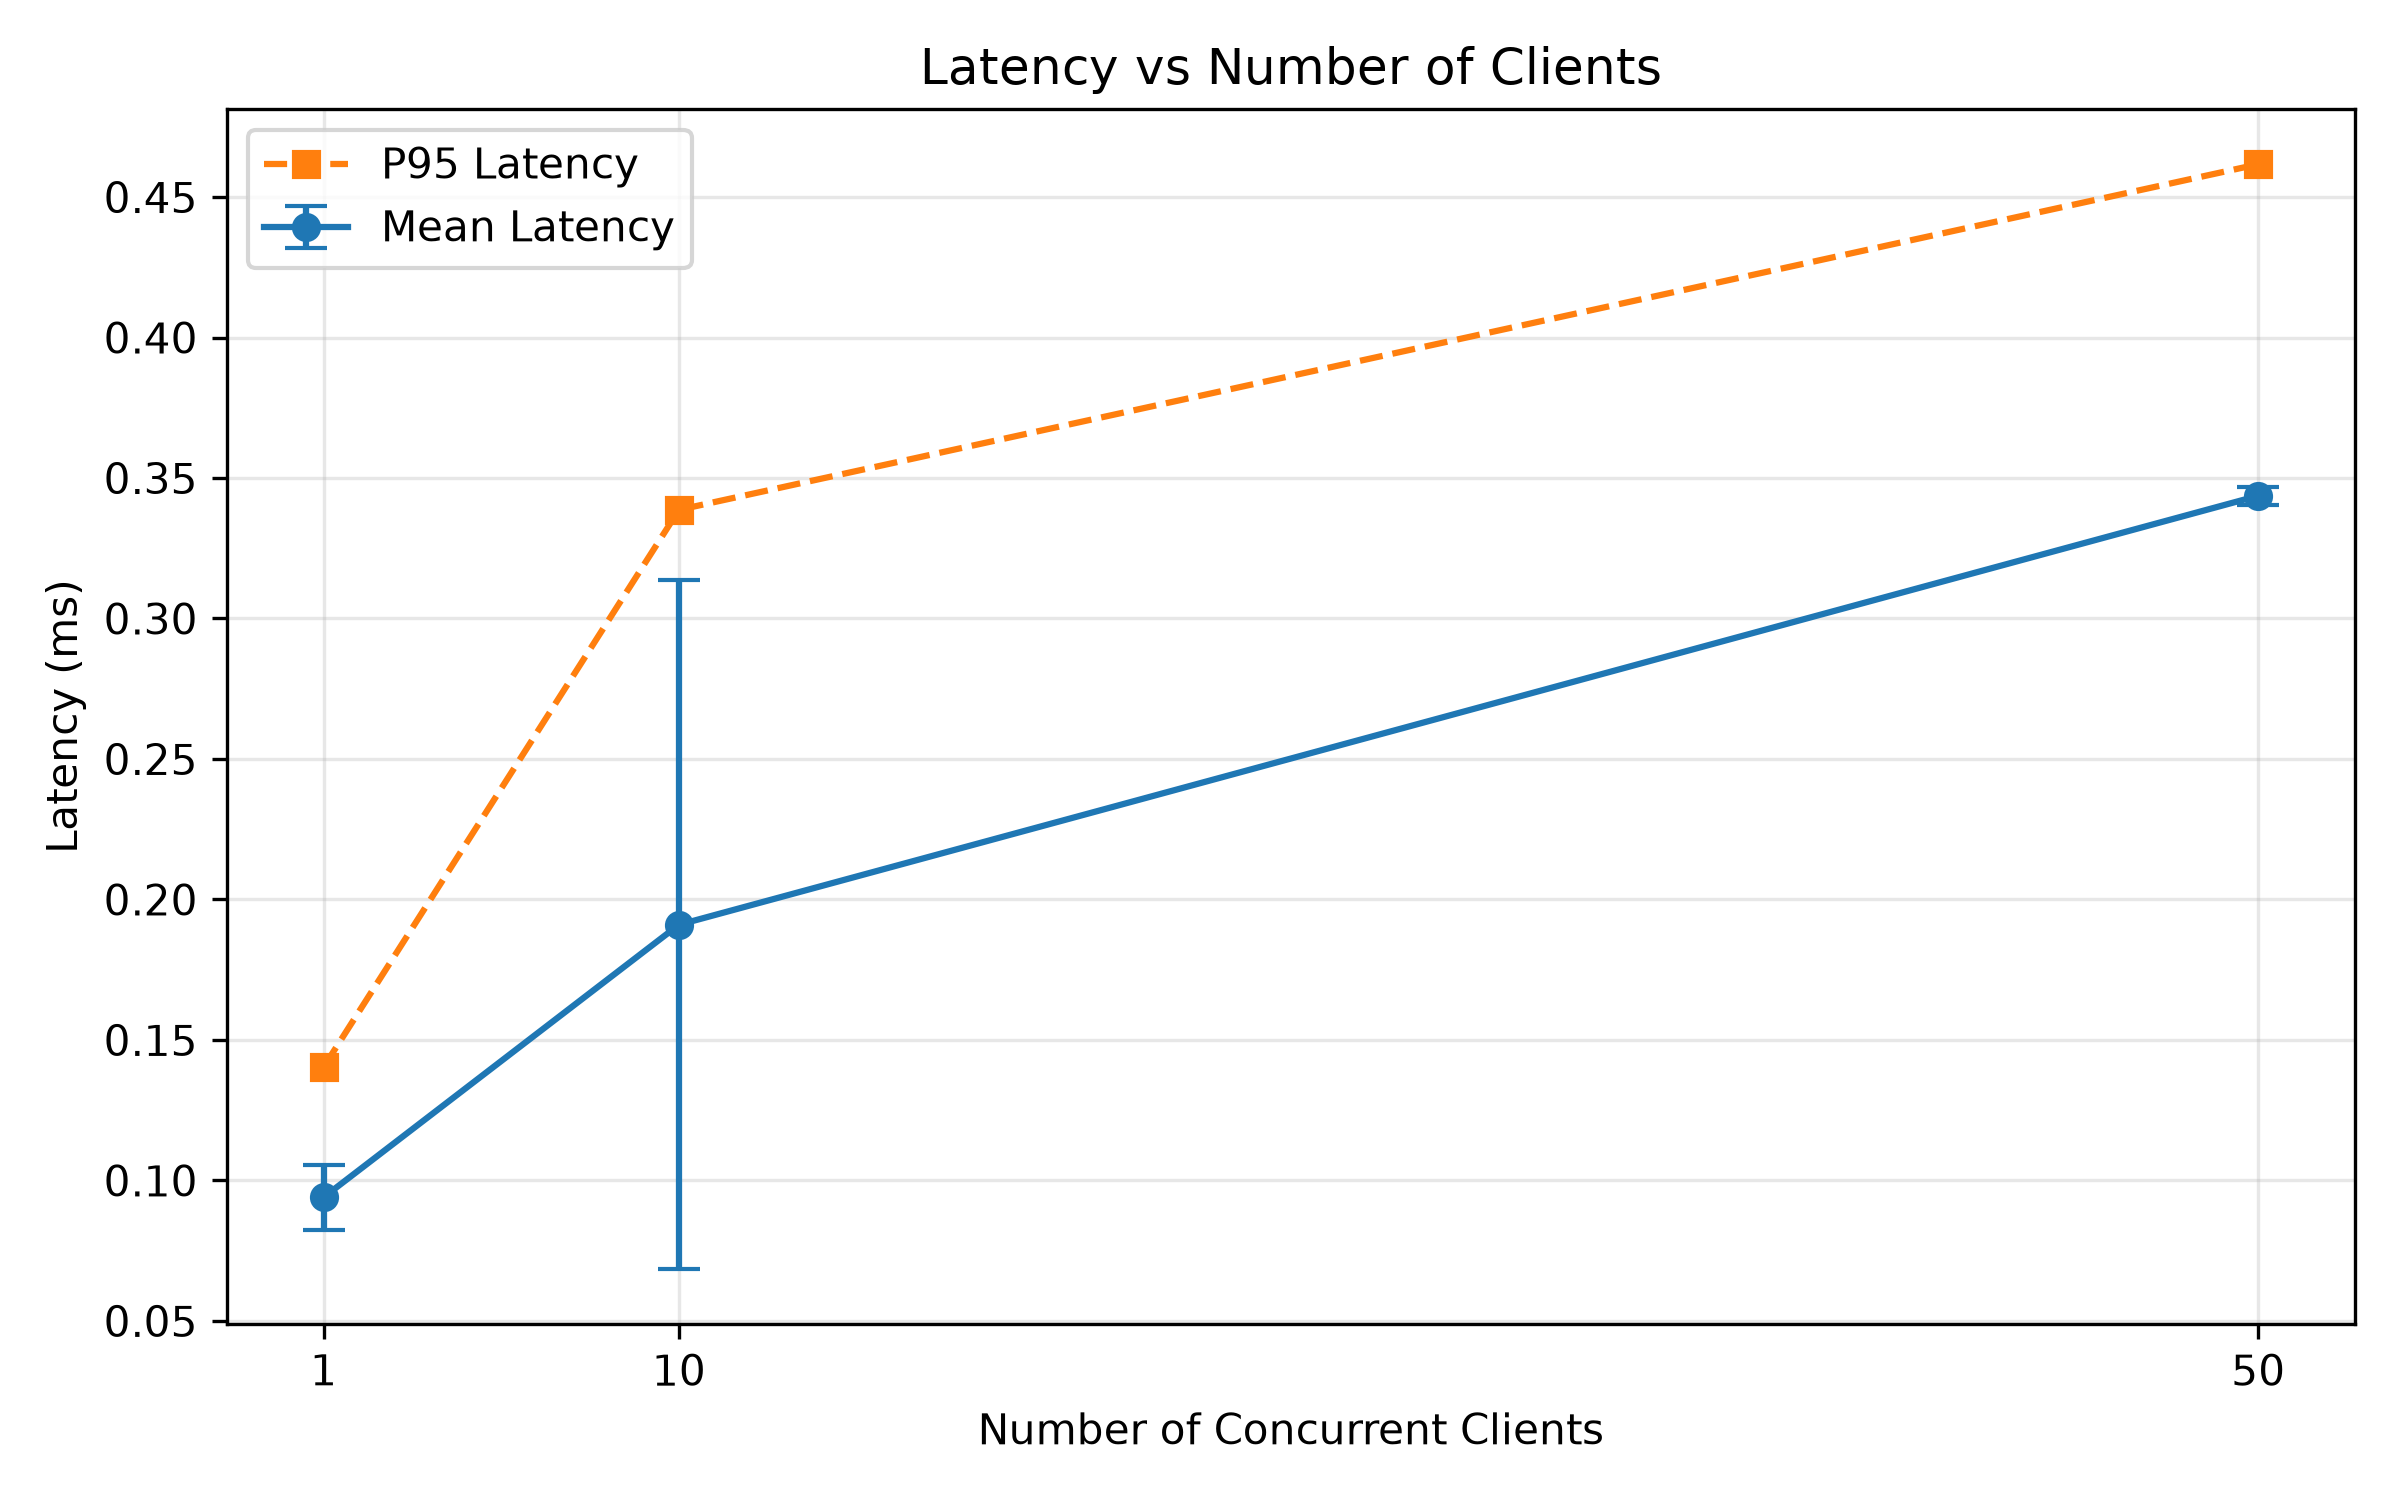 Latency vs Number of Clients
P95 Latency
Mean Latency
0.45
0.40
0.35
0.30
0.25
0.20
0.15
0.10
0.05
Latency (ms)
1 10 50
Number of Concurrent Clients